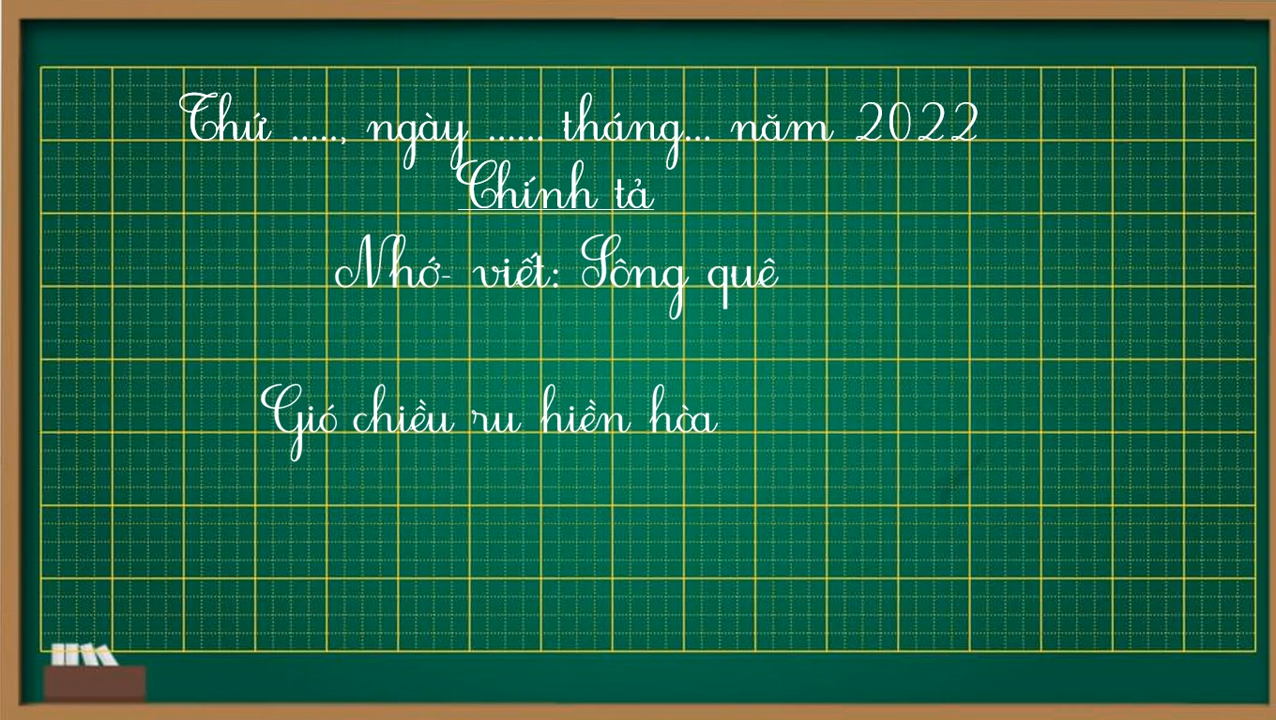 Thứ ....., ngày ...... tháng... năm 2022
Chính tả
Nhớ- viết: Sông quê
Gió chiều ru hiền hòa